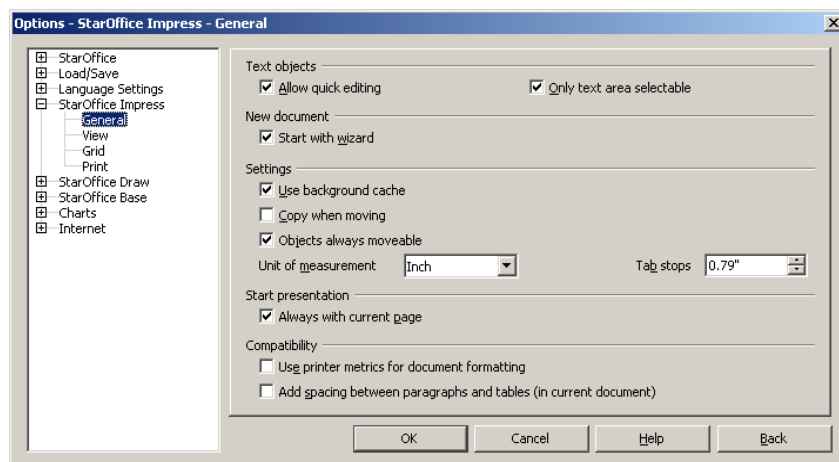 Options - StarOffice Impress - General
StarOffice
Load/Save
Language Settings
StarOffice Impress
General
View
Grid
Print
StarOffice Draw
StarOffice Base
Charts
Internet
Text objects
Allow quick editing
Only text area selectable
New document
Start with wizard
Settings
Use background cache
Copy when moving
Objects always moveable
Unit of measurement Inch Tab stops 0.79"
Start presentation
Always with current page
Compatibility
Use printer metrics for document formatting
Add spacing between paragraphs and tables (in current document)
OK Cancel Help Back